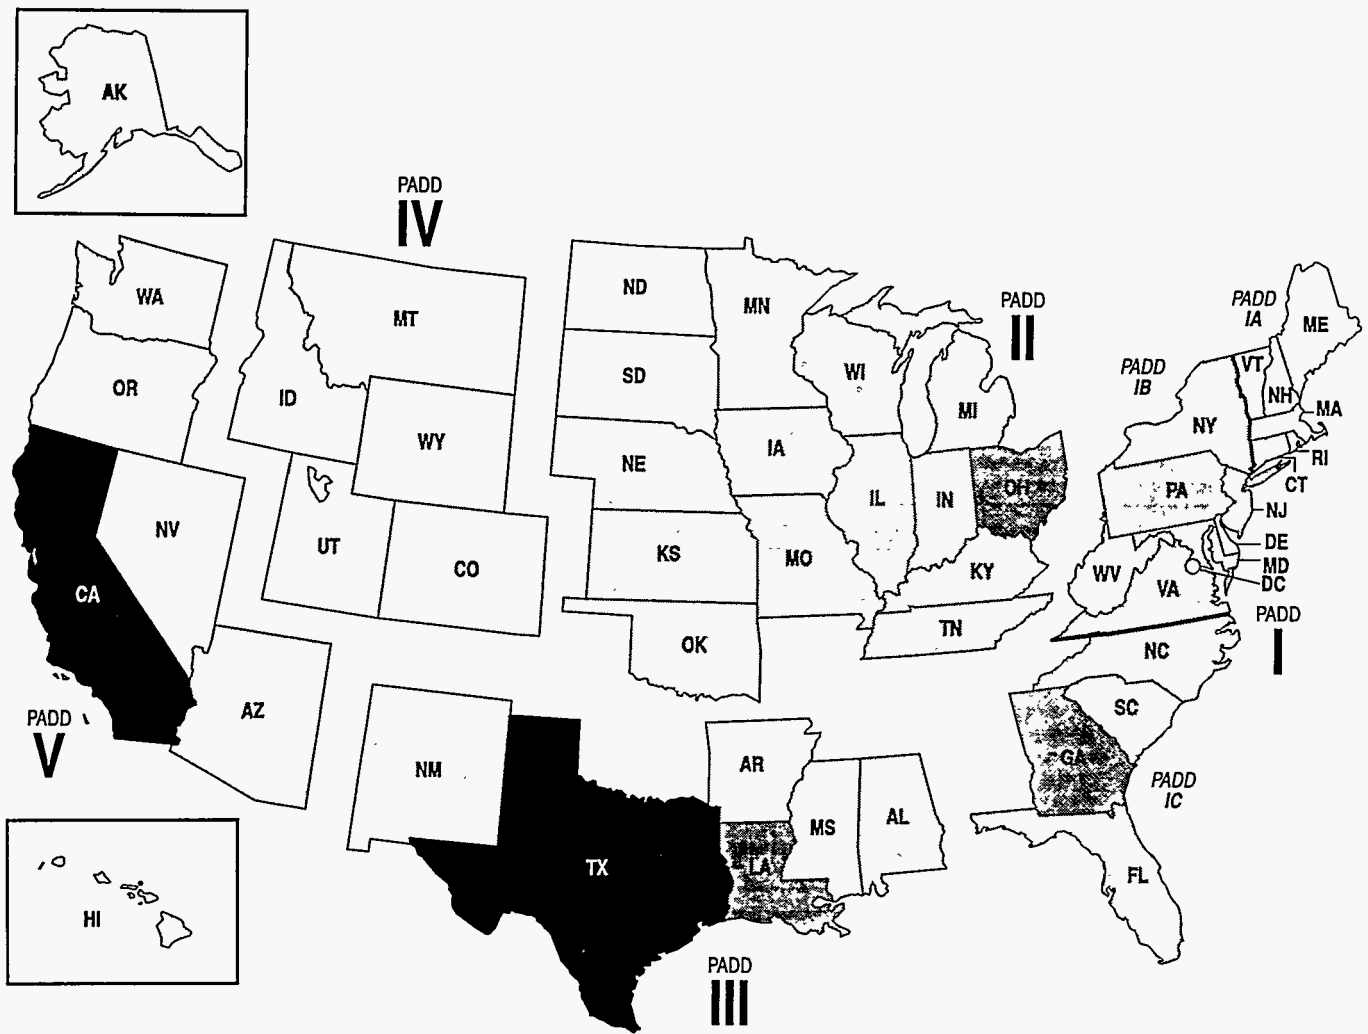 AK
PADD
IV
WA
MT
ND
MN
PADD
II
PADD
IA
ME
OR
ID
SD
WI
PADD
IB
VT
NH
MA
WY
MI
NY
IA
NE
RI
IL
IN
OH
PA
CT
NV
NJ
UT
CO
KS
MO
DE
KY
WV
MD
DC
CA
VA
TN
OK
PADD
I
NC
AZ
SC
PADD
V
NM
AR
GA
PADD
IC
MS
AL
TX
LA
FL
HI
PADD
III